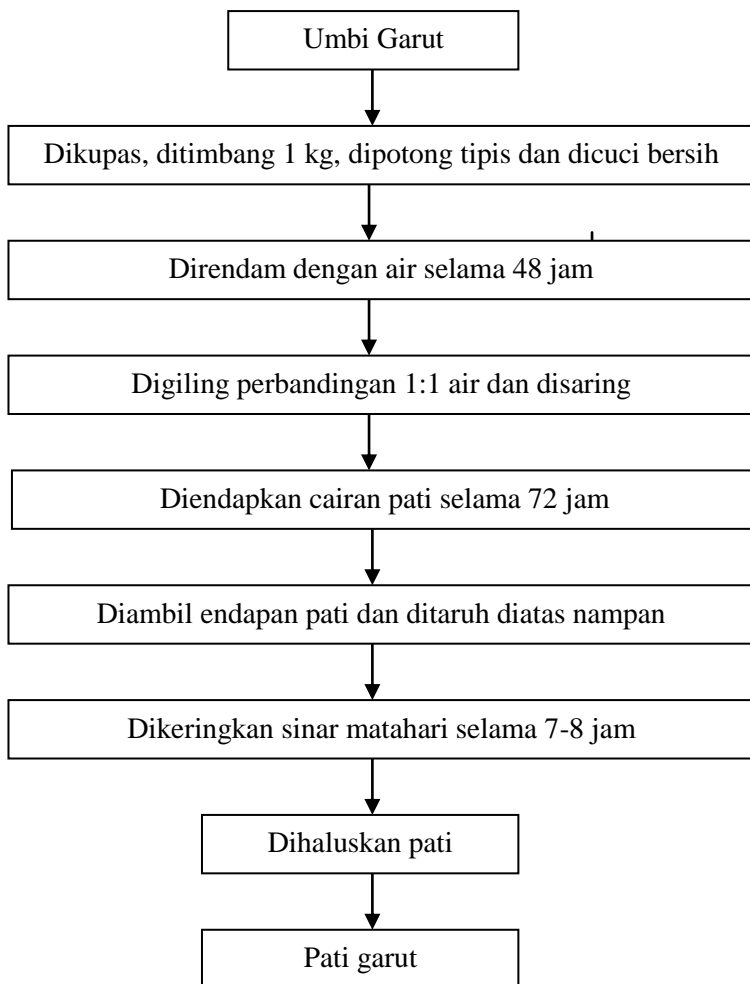 Umbi Garut
Dikupas, ditimbang 1 kg, dipotong tipis dan dicuci bersih
Direndam dengan air selama 48 jam
Digiling perbandingan 1:1 air dan disaring
Diendapkan cairan pati selama 72 jam
Diambil endapan pati dan ditaruh diatas nampan
Dikeringkan sinar matahari selama 7-8 jam
Dihaluskan pati
Pati garut